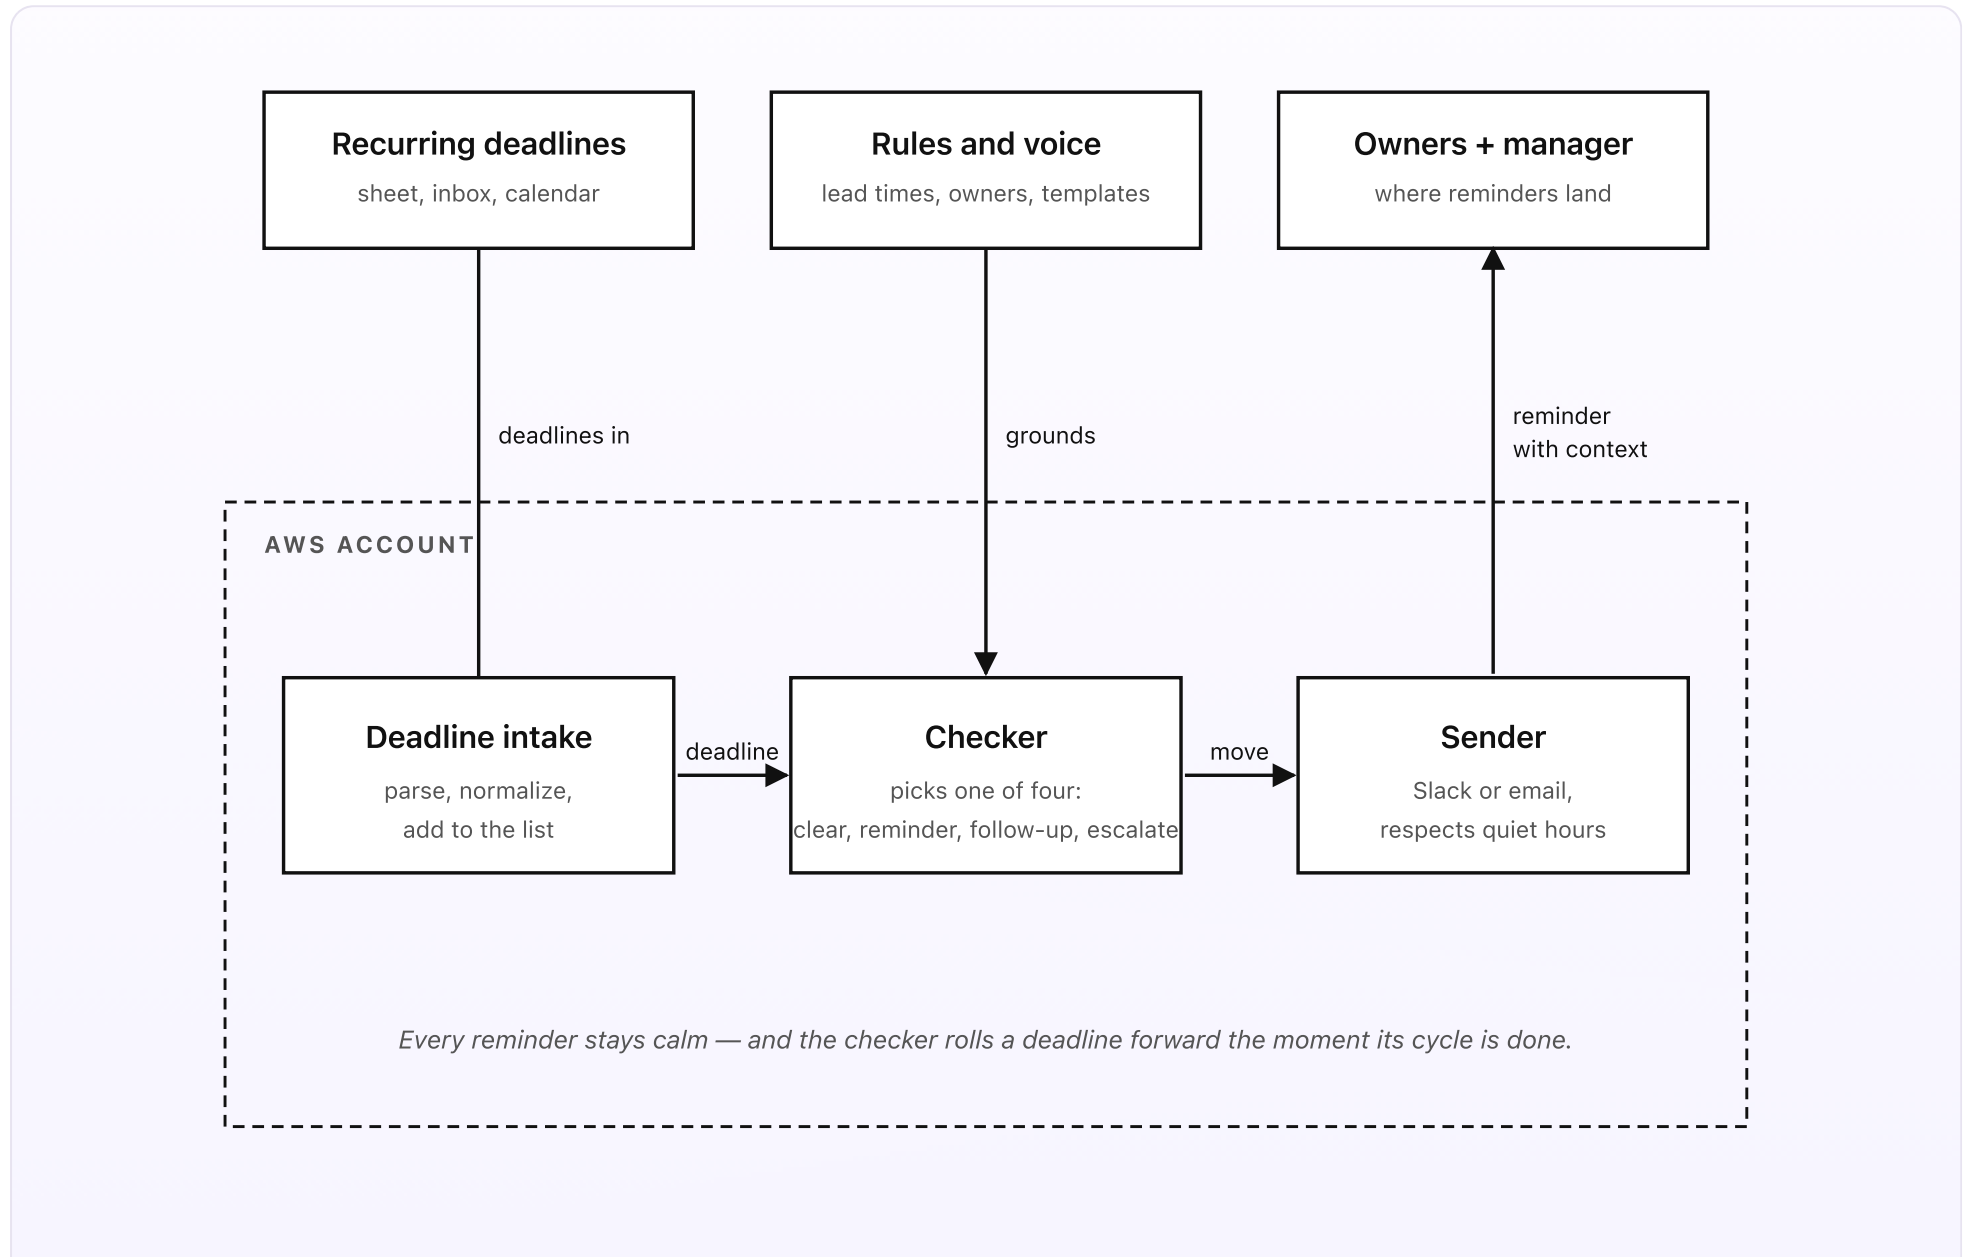 Recurring deadlines
sheet, inbox, calendar
Rules and voice
lead times, owners, templates
Owners + manager
where reminders land
deadlines in
grounds
reminder
with context
AWS ACCOUNT
Deadline intake
parse, normalize,
add to the list
deadline
Checker
picks one of four:
clear, reminder, follow-up, escalate
move
Sender
Slack or email,
respects quiet hours
Every reminder stays calm — and the checker rolls a deadline forward the moment its cycle is done.